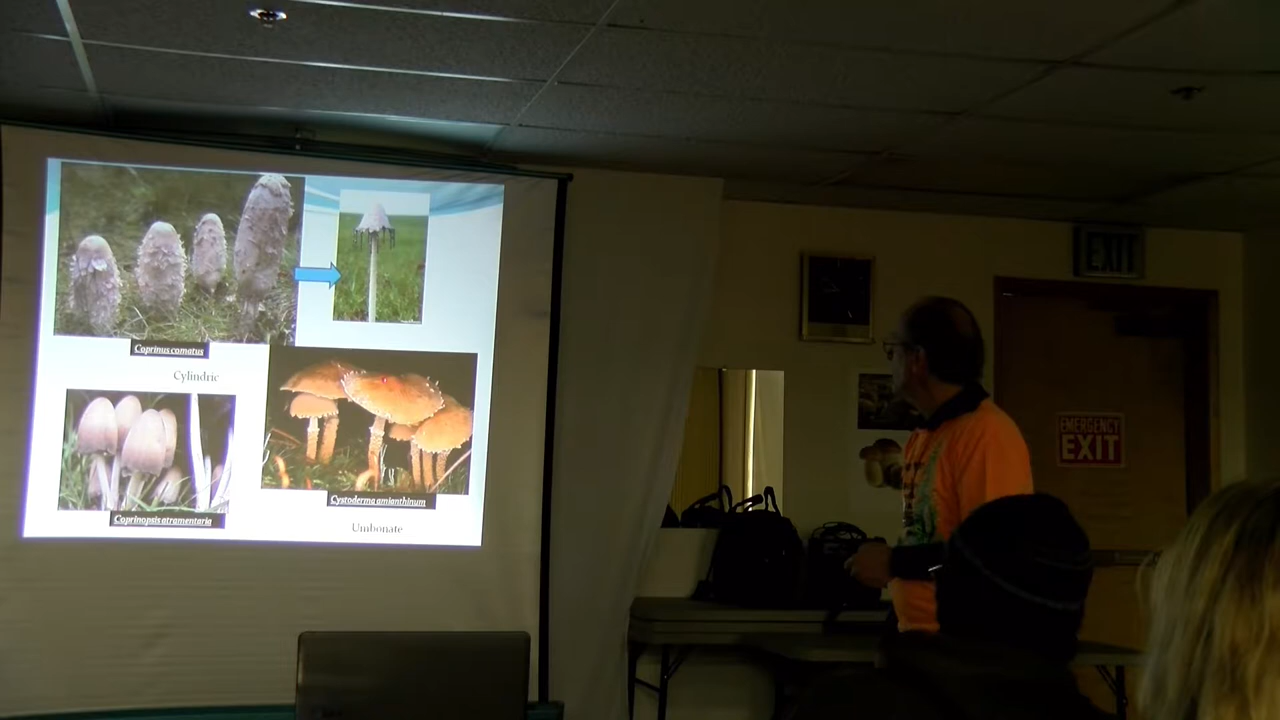 Coprinus comatus
Cylindric
Coprinopsis atramentaria
Cystoderma amianthinum
Umbonate
EXIT
EMERGENCY
EXIT